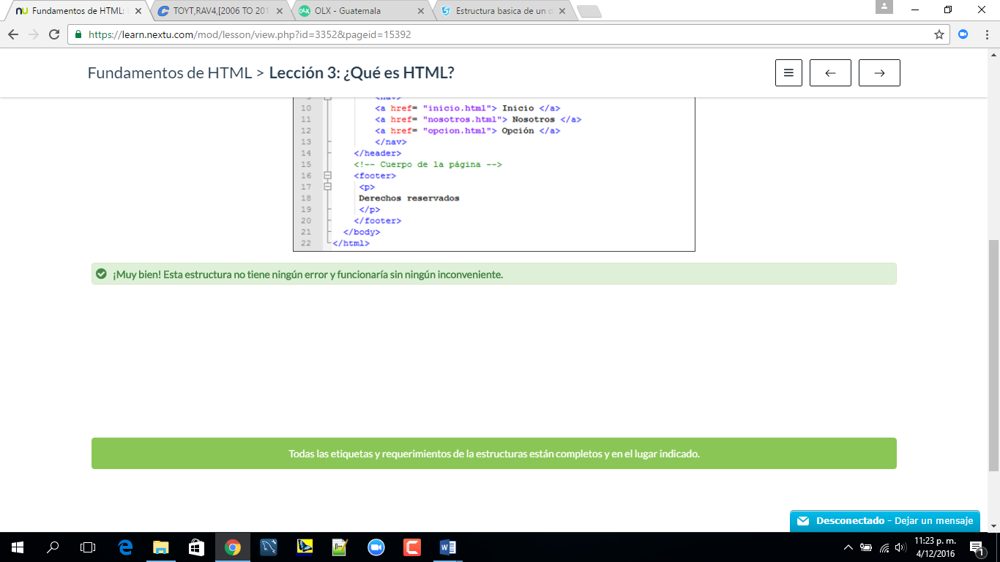 Fundamentos de HTML:
TOYT,RAV4,[2006 TO 201
OLX - Guatemala
Estructura basica de un d
https://learn.nextu.com/mod/lesson/view.php?id=3352&pageid=15392
Fundamentos de HTML > Lección 3: ¿Qué es HTML?
10 <a href= "inicio.html"> Inicio </a>
11 <a href= "nosotros.html"> Nosotros </a>
12 <a href= "opcion.html"> Opción </a>
13 </nav>
14 </header>
15 <!-- Cuerpo de la página -->
16 <footer>
17 <p>
18 Derechos reservados
19 </p>
20 </footer>
21 </body>
22 </html>
¡Muy bien! Esta estructura no tiene ningún error y funcionaría sin ningún inconveniente.
Todas las etiquetas y requerimientos de la estructuras están completos y en el lugar indicado.
Desconectado - Dejar un mensaje
11:23 p. m.
4/12/2016
1